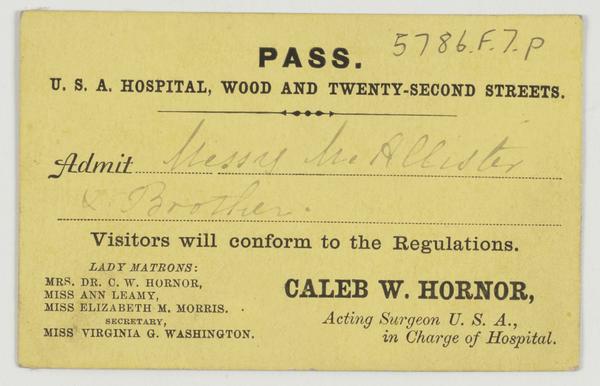 5786.F.7.p
PASS.
U. S. A. HOSPITAL, WOOD AND TWENTY-SECOND STREETS.
Admit Messrs McAllister
& Brother.
Visitors will conform to the Regulations.
LADY MATRONS:
MRS. DR. C. W. HORNOR,
MISS ANN LEAMY,
MISS ELIZABETH M. MORRIS.
SECRETARY,
MISS VIRGINIA G. WASHINGTON.
CALEB W. HORNOR,
Acting Surgeon U. S. A.,
in Charge of Hospital.